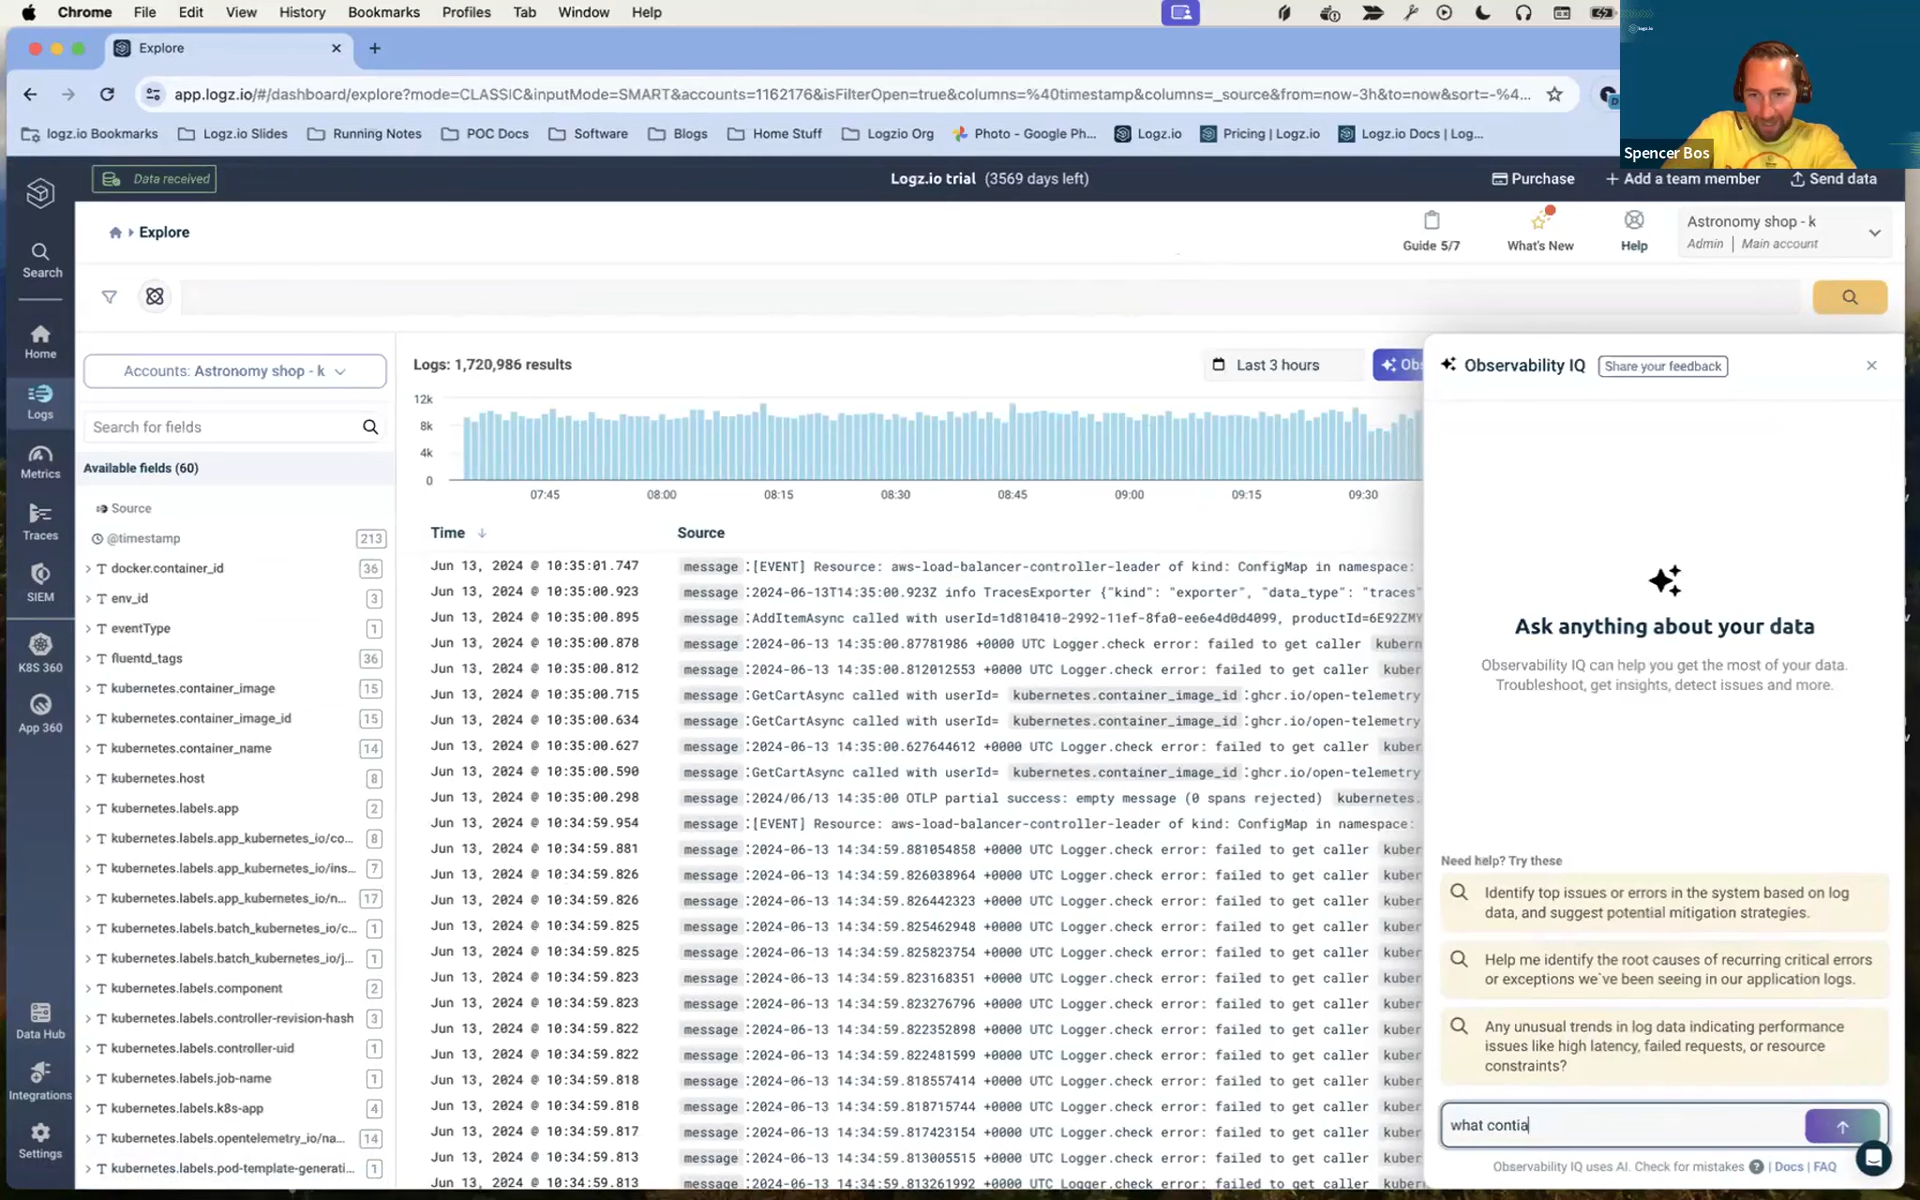 Chrome File Edit View History Bookmarks Profiles Tab Window Help
Explore
app.logz.io/#/dashboard/explore?mode=CLASSIC&inputMode=SMART&accounts=1162176&isFilterOpen=true&columns=%40timestamp&columns=_source&from=now-3h&to=now&sort=-%4...
logz.io Bookmarks Logz.io Slides Running Notes POC Docs Software Blogs Home Stuff Logzio Org Photo - Google Ph... Logz.io Pricing | Logz.io Logz.io Docs | Log...
logz.io
Spencer Bos
Data received
Logz.io trial (3569 days left)
Purchase + Add a team member Send data
Explore
Guide 5/7 What's New Help
Astronomy shop - k
Admin | Main account
Search
Home
Logs
Metrics
Traces
SIEM
K8S 360
App 360
Data Hub
Integrations
Settings
Accounts: Astronomy shop - k
Search for fields
Available fields (60)
Source
@timestamp 213
T docker.container_id 36
T env_id 3
T eventType 1
T fluentd_tags 36
T kubernetes.container_image 15
T kubernetes.container_image_id 15
T kubernetes.container_name 14
T kubernetes.host 8
T kubernetes.labels.app 2
T kubernetes.labels.app_kubernetes_io/co... 8
T kubernetes.labels.app_kubernetes_io/ins... 7
T kubernetes.labels.app_kubernetes_io/n... 17
T kubernetes.labels.batch_kubernetes_io/c... 1
T kubernetes.labels.batch_kubernetes_io/j... 1
T kubernetes.labels.component 2
T kubernetes.labels.controller-revision-hash 3
T kubernetes.labels.controller-uid 1
T kubernetes.labels.job-name 1
T kubernetes.labels.k8s-app 4
T kubernetes.labels.opentelemetry_io/na... 14
T kubernetes.labels.pod-template-generati... 1
Logs: 1,720,986 results
Last 3 hours
Obs
12k
8k
4k
0
07:45 08:00 08:15 08:30 08:45 09:00 09:15 09:30
Time Source
Jun 13, 2024 @ 10:35:01.747 message:[EVENT] Resource: aws-load-balancer-controller-leader of kind: ConfigMap in namespace:
Jun 13, 2024 @ 10:35:00.923 message:2024-06-13T14:35:00.923Z info TracesExporter {"kind": "exporter", "data_type": "traces"
Jun 13, 2024 @ 10:35:00.895 message:AddItemAsync called with userId=1d810410-2992-11ef-8fa0-ee6e4d0d4099, productId=6E92ZMY
Jun 13, 2024 @ 10:35:00.878 message:2024-06-13 14:35:00.87781986 +0000 UTC Logger.check error: failed to get caller kubern
Jun 13, 2024 @ 10:35:00.812 message:2024-06-13 14:35:00.812012553 +0000 UTC Logger.check error: failed to get caller kuber
Jun 13, 2024 @ 10:35:00.715 message:GetCartAsync called with userId= kubernetes.container_image_id:ghcr.io/open-telemetry
Jun 13, 2024 @ 10:35:00.634 message:GetCartAsync called with userId= kubernetes.container_image_id:ghcr.io/open-telemetry
Jun 13, 2024 @ 10:35:00.627 message:2024-06-13 14:35:00.627644612 +0000 UTC Logger.check error: failed to get caller kuber
Jun 13, 2024 @ 10:35:00.590 message:GetCartAsync called with userId= kubernetes.container_image_id:ghcr.io/open-telemetry
Jun 13, 2024 @ 10:35:00.298 message:2024/06/13 14:35:00 OTLP partial success: empty message (0 spans rejected) kubernetes.
Jun 13, 2024 @ 10:34:59.954 message:[EVENT] Resource: aws-load-balancer-controller-leader of kind: ConfigMap in namespace:
Jun 13, 2024 @ 10:34:59.881 message:2024-06-13 14:34:59.881054858 +0000 UTC Logger.check error: failed to get caller kuber
Jun 13, 2024 @ 10:34:59.826 message:2024-06-13 14:34:59.826038964 +0000 UTC Logger.check error: failed to get caller kuber
Jun 13, 2024 @ 10:34:59.826 message:2024-06-13 14:34:59.826442323 +0000 UTC Logger.check error: failed to get caller kuber
Jun 13, 2024 @ 10:34:59.825 message:2024-06-13 14:34:59.825462948 +0000 UTC Logger.check error: failed to get caller kuber
Jun 13, 2024 @ 10:34:59.825 message:2024-06-13 14:34:59.825823754 +0000 UTC Logger.check error: failed to get caller kuber
Jun 13, 2024 @ 10:34:59.823 message:2024-06-13 14:34:59.823168351 +0000 UTC Logger.check error: failed to get caller kuber
Jun 13, 2024 @ 10:34:59.823 message:2024-06-13 14:34:59.823276796 +0000 UTC Logger.check error: failed to get caller kuber
Jun 13, 2024 @ 10:34:59.822 message:2024-06-13 14:34:59.822352898 +0000 UTC Logger.check error: failed to get caller kuber
Jun 13, 2024 @ 10:34:59.822 message:2024-06-13 14:34:59.822481599 +0000 UTC Logger.check error: failed to get caller kuber
Jun 13, 2024 @ 10:34:59.818 message:2024-06-13 14:34:59.818557414 +0000 UTC Logger.check error: failed to get caller kuber
Jun 13, 2024 @ 10:34:59.818 message:2024-06-13 14:34:59.818715744 +0000 UTC Logger.check error: failed to get caller kuber
Jun 13, 2024 @ 10:34:59.817 message:2024-06-13 14:34:59.817423154 +0000 UTC Logger.check error: failed to get caller kuber
Jun 13, 2024 @ 10:34:59.813 message:2024-06-13 14:34:59.813005515 +0000 UTC Logger.check error: failed to get caller kuber
Jun 13, 2024 @ 10:34:59.813 message:2024-06-13 14:34:59.813261992 +0000 UTC Logger.check error: failed to get caller kuber
Observability IQ Share your feedback
Ask anything about your data
Observability IQ can help you get the most of your data.
Troubleshoot, get insights, detect issues and more.
Need help? Try these
Identify top issues or errors in the system based on log
data, and suggest potential mitigation strategies.
Help me identify the root causes of recurring critical errors
or exceptions we`ve been seeing in our application logs.
Any unusual trends in log data indicating performance
issues like high latency, failed requests, or resource
constraints?
what contia
Observability IQ uses AI. Check for mistakes ? | Docs | FAQ